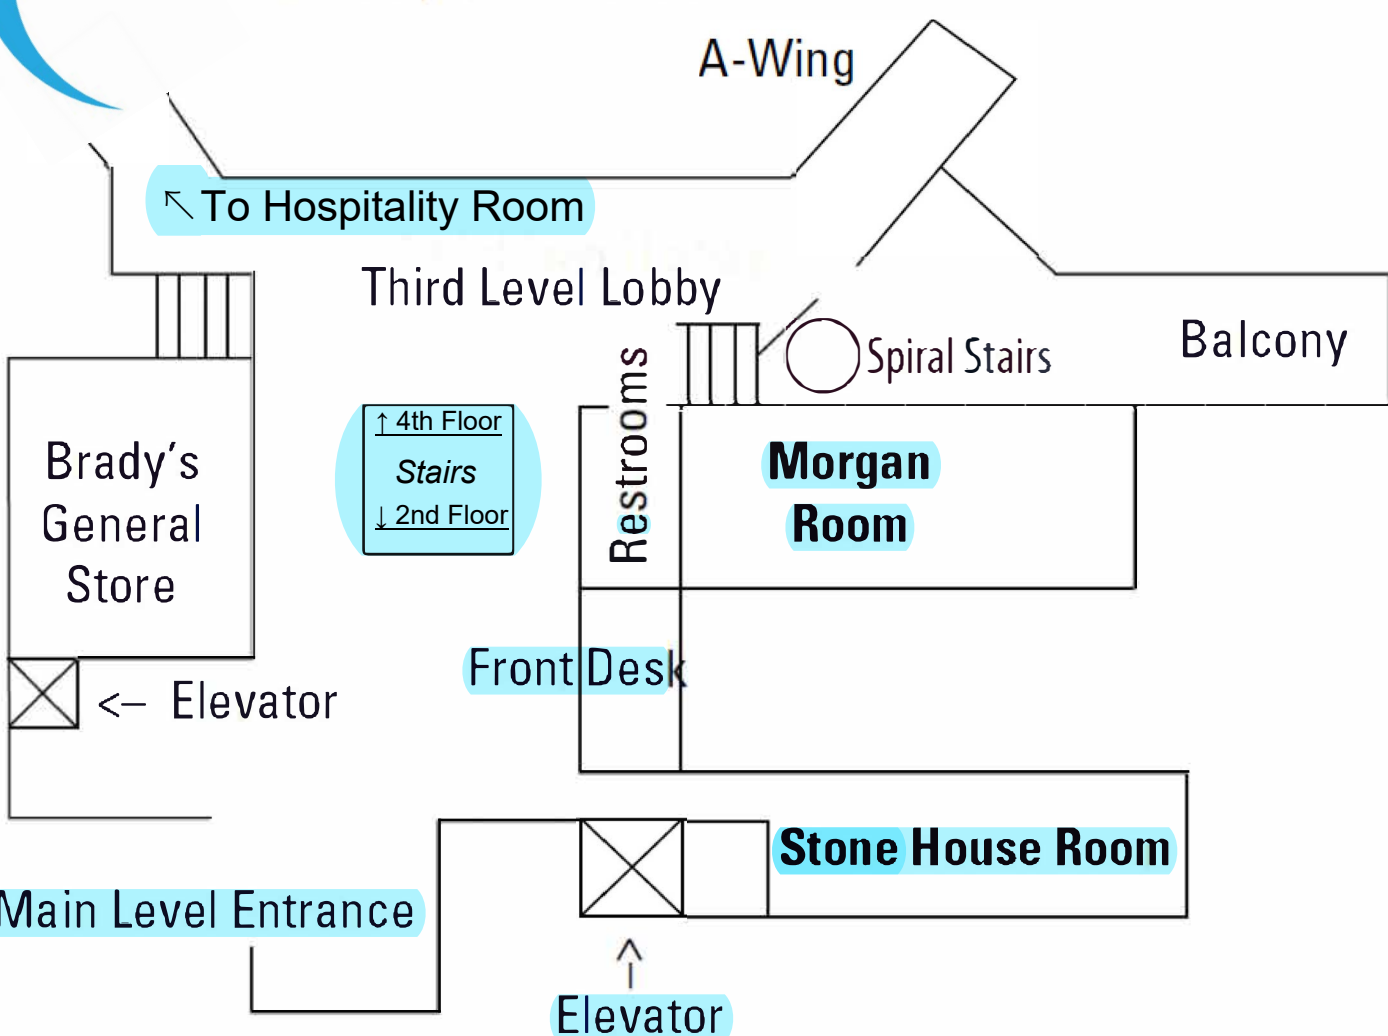 A-Wing
↖ To Hospitality Room
Third Level Lobby
Spiral Stairs
Balcony
Restrooms
↑ 4th Floor
Stairs
↓ 2nd Floor
Brady's
General
Store
Morgan
Room
Front Desk
<– Elevator
Stone House Room
Main Level Entrance
Elevator